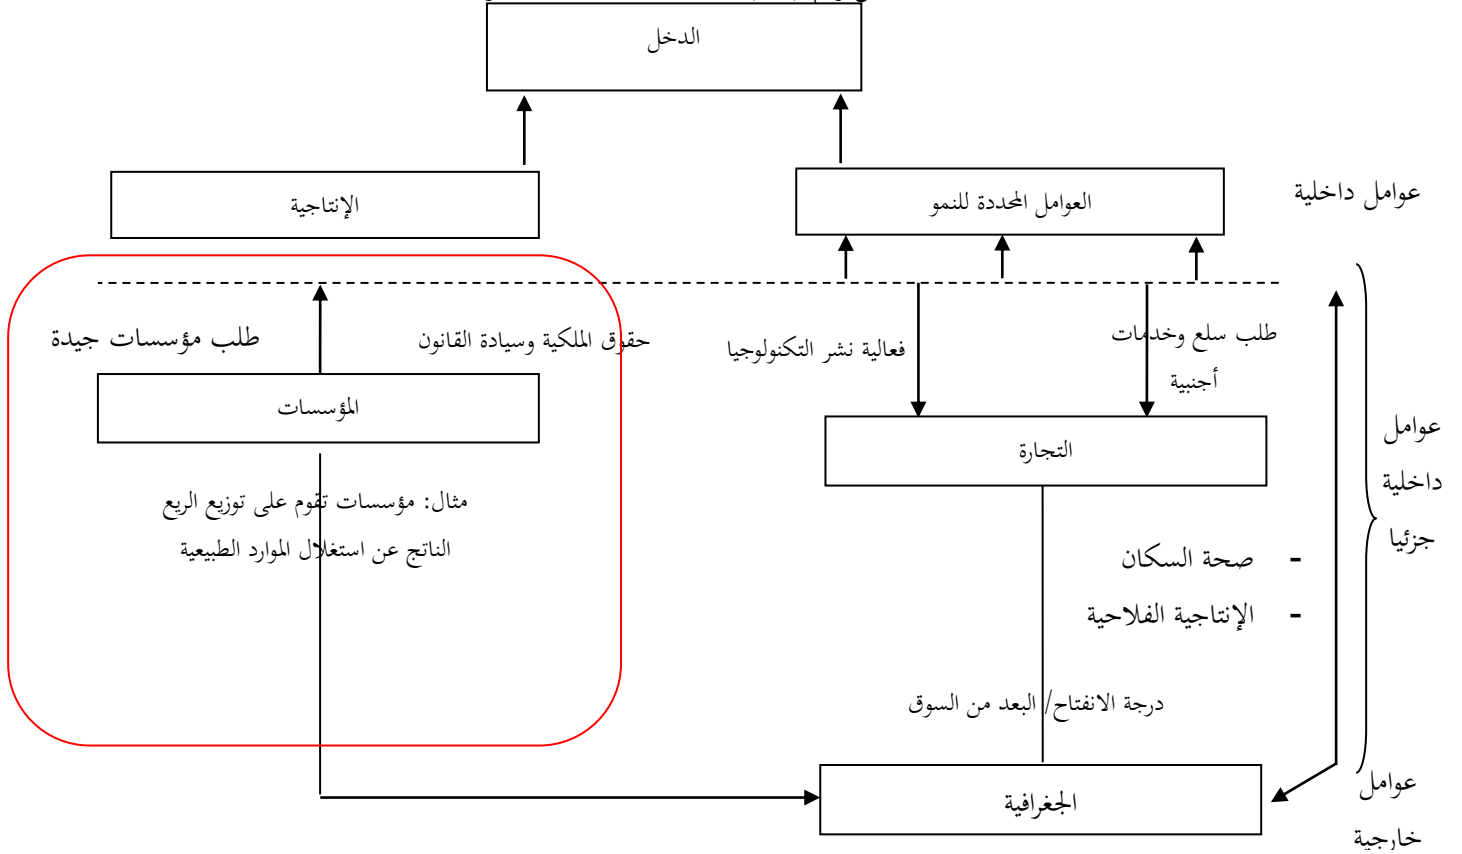 الدخل
عوامل داخلية
العوامل المحددة للنمو
الإنتاجية
طلب سلع وخدمات
أجنبية
فعالية نشر التكنولوجيا
حقوق الملكية وسيادة القانون
طلب مؤسسات جيدة
المؤسسات
التجارة
عوامل
داخلية
جزئيا
مثال: مؤسسات تقوم على توزيع الريع
الناتج عن استغلال الموارد الطبيعية
- صحة السكان
- الإنتاجية الفلاحية
درجة الانفتاح/ البعد من السوق
الجغرافية
عوامل
خارجية